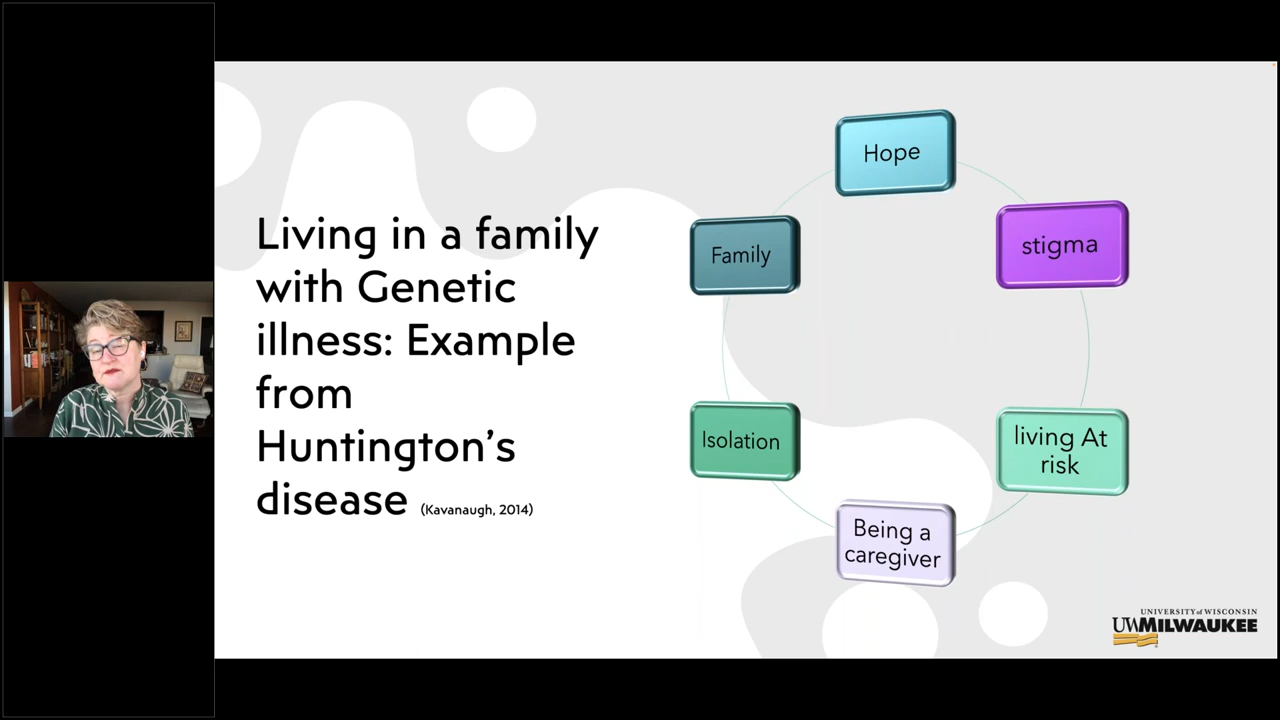 Living in a family
with Genetic
illness: Example
from
Huntington’s
disease (Kavanaugh, 2014)
Hope
stigma
living At
risk
Being a
caregiver
Isolation
Family
UNIVERSITY of WISCONSIN
UWMILWAUKEE